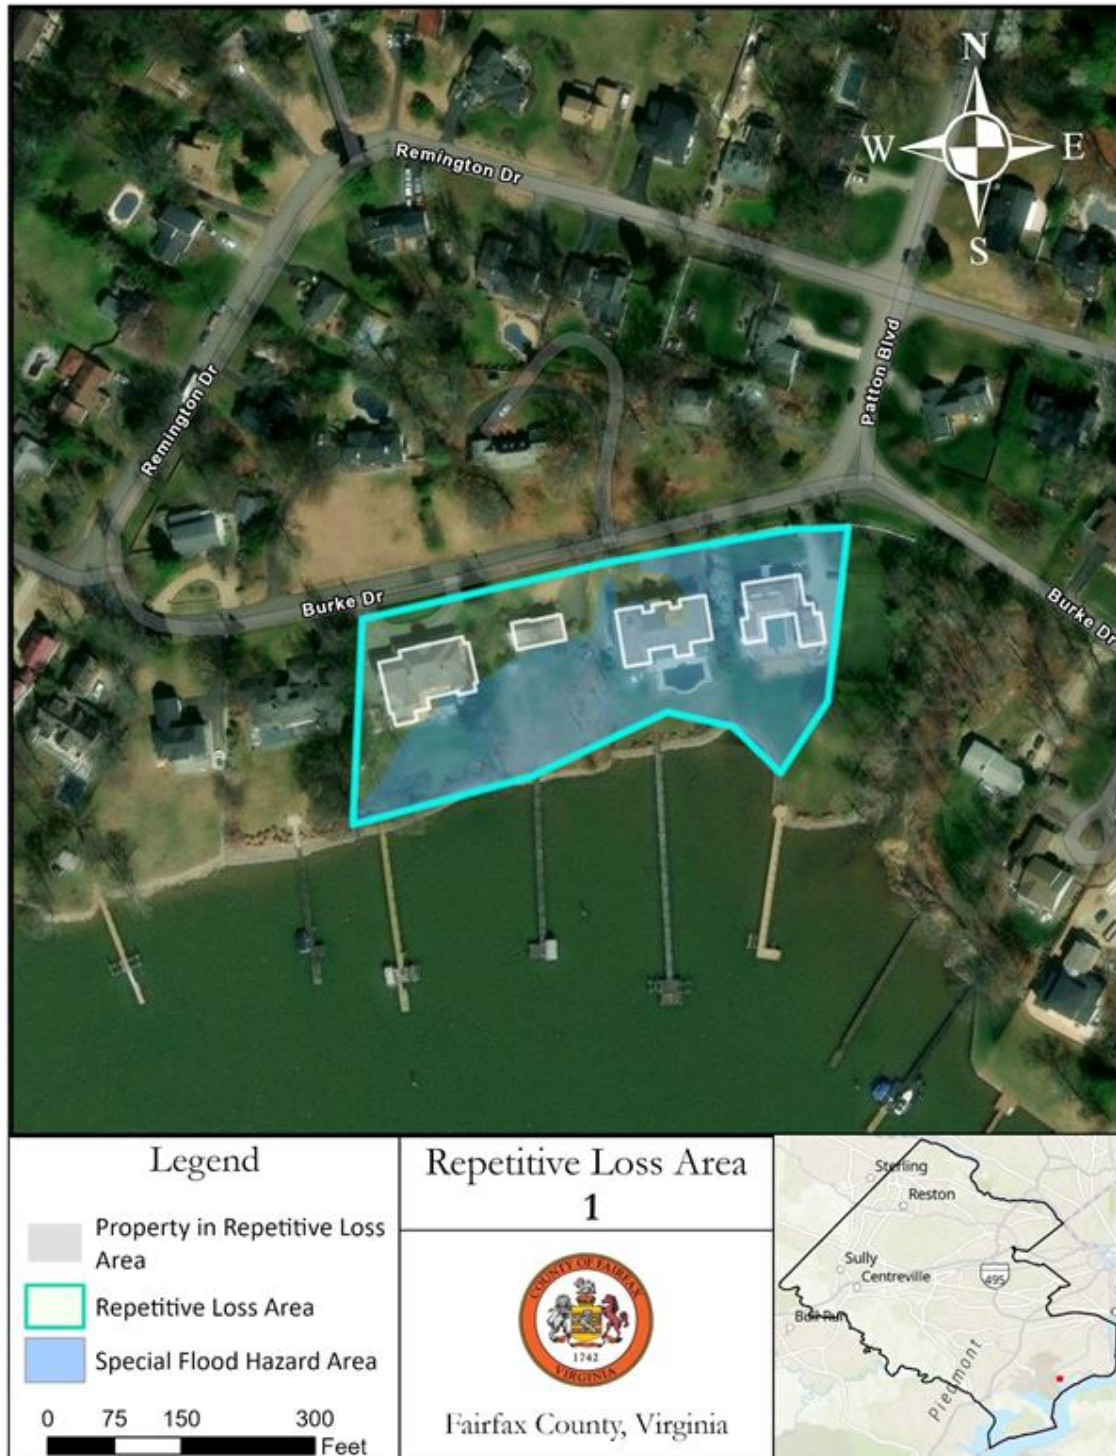 N
W
E
S
Remington Dr
Remington Dr
Patton Blvd
Burke Dr
Burke Dr
Legend
Property in Repetitive Loss
Area
Repetitive Loss Area
Special Flood Hazard Area
0 75 150 300
Feet
Repetitive Loss Area
1
COUNTY OF FAIRFAX
1742
VIRGINIA
Fairfax County, Virginia
Sterling
Reston
Sully
Centreville
495
Bull Run
Piedmont